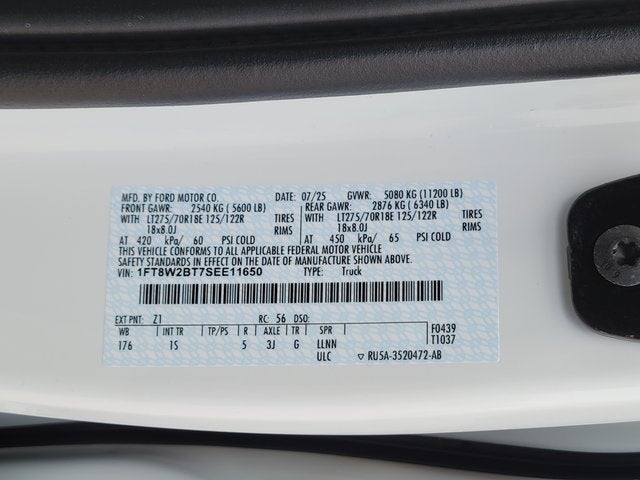 MFD. BY FORD MOTOR CO. DATE: 07/25 GVWR: 5080 KG (11200 LB)
FRONT GAWR: 2540 KG ( 5600 LB) REAR GAWR: 2876 KG ( 6340 LB)
WITH LT275/70R18E 125/122R TIRES WITH LT275/70R18E 125/122R TIRES
18x8.0J RIMS 18x8.0J RIMS
AT 420 kPa/ 60 PSI COLD AT 450 kPa/ 65 PSI COLD
THIS VEHICLE CONFORMS TO ALL APPLICABLE FEDERAL MOTOR VEHICLE
SAFETY STANDARDS IN EFFECT ON THE DATE OF MANUFACTURE SHOWN ABOVE.
VIN: 1FT8W2BT7SEE11650 TYPE: Truck
EXT PNT: Z1 RC: 56 DSO:
WB INT TR TP/PS R AXLE TR SPR F0439
176 1S 5 3J G LLNN T1037
ULC ▽ RU5A-3520472-AB